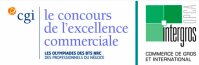 cgi
le concours
de l'excellence
commerciale
LES OLYMPIADES DES BTS NRC
DES PROFESSIONNELS DU NÉGOCE
intergros
COMMERCE DE GROS
ET INTERNATIONAL